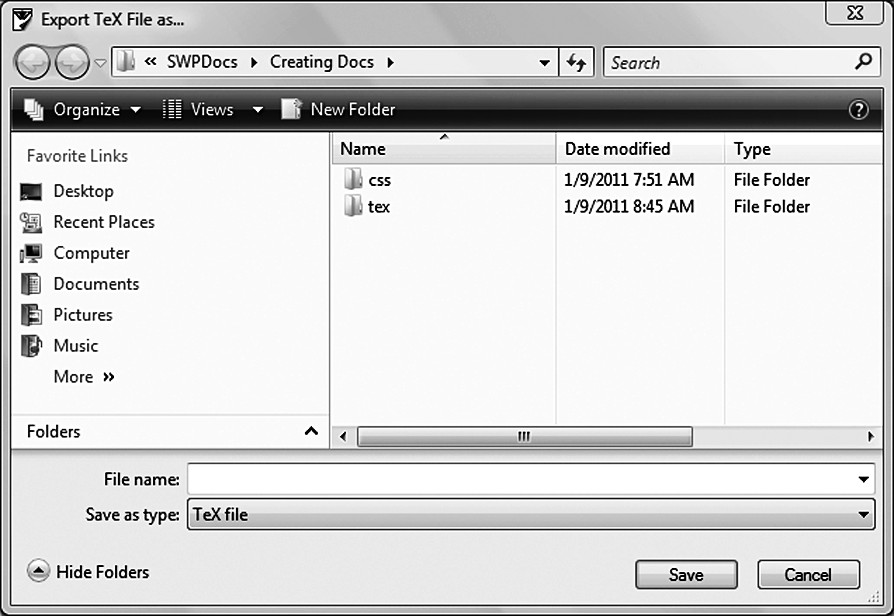 Export TeX File as...
« SWPDocs Creating Docs
Search
Organize Views New Folder
Favorite Links
Desktop
Recent Places
Computer
Documents
Pictures
Music
More »
Folders
Name Date modified Type
css 1/9/2011 7:51 AM File Folder
tex 1/9/2011 8:45 AM File Folder
File name:
Save as type: TeX file
Hide Folders
Save Cancel